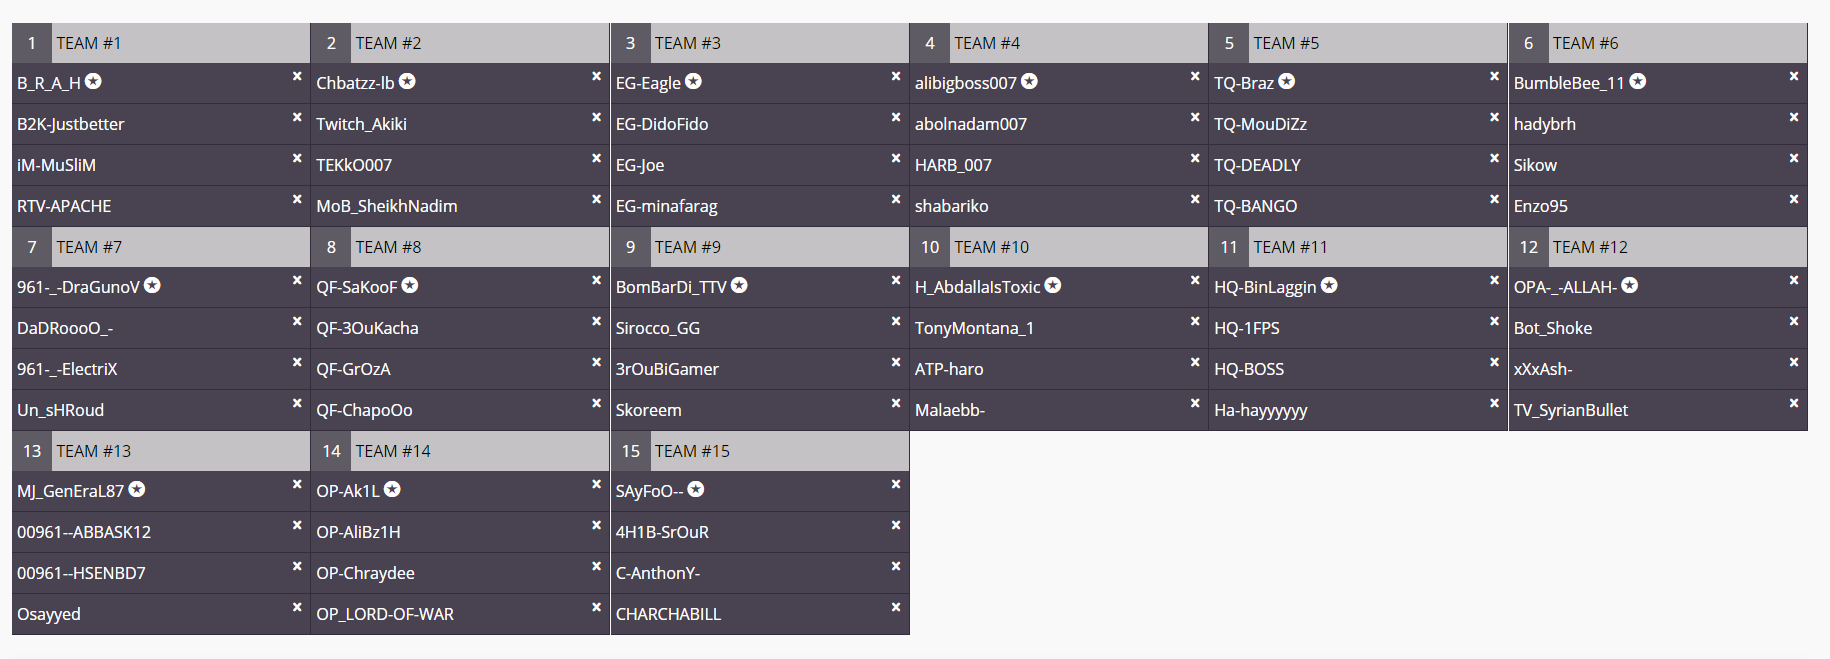 1 TEAM #1
B_R_A_H
B2K-Justbetter
iM-MuSliM
RTV-APACHE
2 TEAM #2
Chbatzz-lb
Twitch_Akiki
TEKkO007
MoB_SheikhNadim
3 TEAM #3
EG-Eagle
EG-DidoFido
EG-Joe
EG-minafarag
4 TEAM #4
alibigboss007
abolnadam007
HARB_007
shabariko
5 TEAM #5
TQ-Braz
TQ-MouDiZz
TQ-DEADLY
TQ-BANGO
6 TEAM #6
BumbleBee_11
hadybrh
Sikow
Enzo95
7 TEAM #7
961-_-DraGunoV
DaDRoooO_-
961-_-ElectriX
Un_sHRoud
8 TEAM #8
QF-SaKooF
QF-3OuKacha
QF-GrOzA
QF-ChapoOo
9 TEAM #9
BomBarDi_TTV
Sirocco_GG
3rOuBiGamer
Skoreem
10 TEAM #10
H_AbdallaIsToxic
TonyMontana_1
ATP-haro
Malaebb-
11 TEAM #11
HQ-BinLaggin
HQ-1FPS
HQ-BOSS
Ha-hayyyyyy
12 TEAM #12
OPA-_-ALLAH-
Bot_Shoke
xXxAsh-
TV_SyrianBullet
13 TEAM #13
MJ_GenEraL87
00961--ABBASK12
00961--HSENBD7
Osayyed
14 TEAM #14
OP-Ak1L
OP-AliBz1H
OP-Chraydee
OP_LORD-OF-WAR
15 TEAM #15
SAyFoO--
4H1B-SrOuR
C-AnthonY-
CHARCHABILL